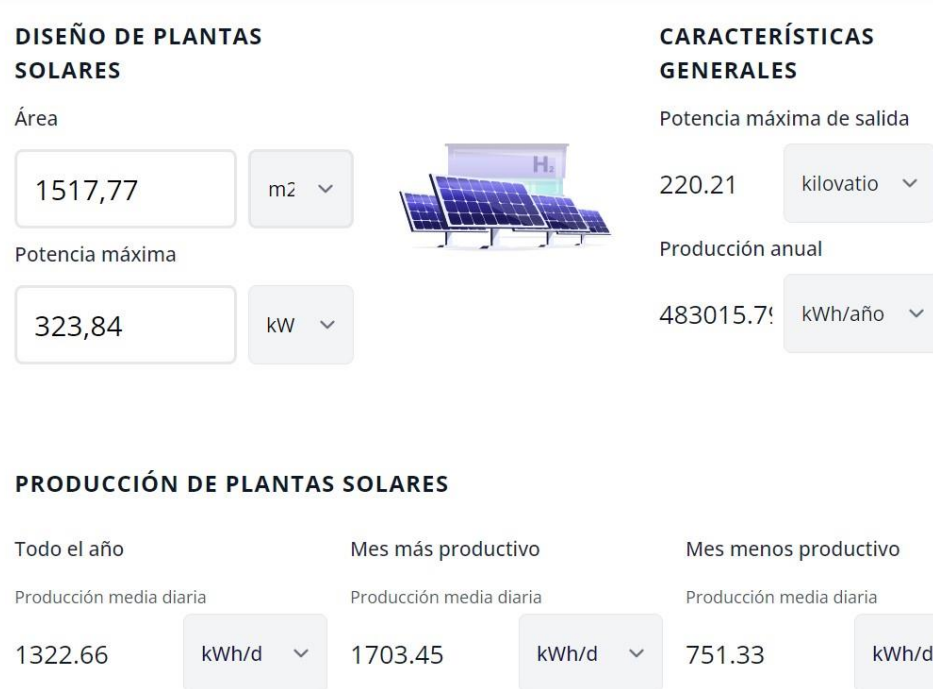 DISEÑO DE PLANTAS
SOLARES
Área
1517,77
m2
Potencia máxima
323,84
kW
H₂
CARACTERÍSTICAS
GENERALES
Potencia máxima de salida
220.21
kilovatio
Producción anual
483015.79
kWh/año
PRODUCCIÓN DE PLANTAS SOLARES
Todo el año
Producción media diaria
1322.66
kWh/d
Mes más productivo
Producción media diaria
1703.45
kWh/d
Mes menos productivo
Producción media diaria
751.33
kWh/d